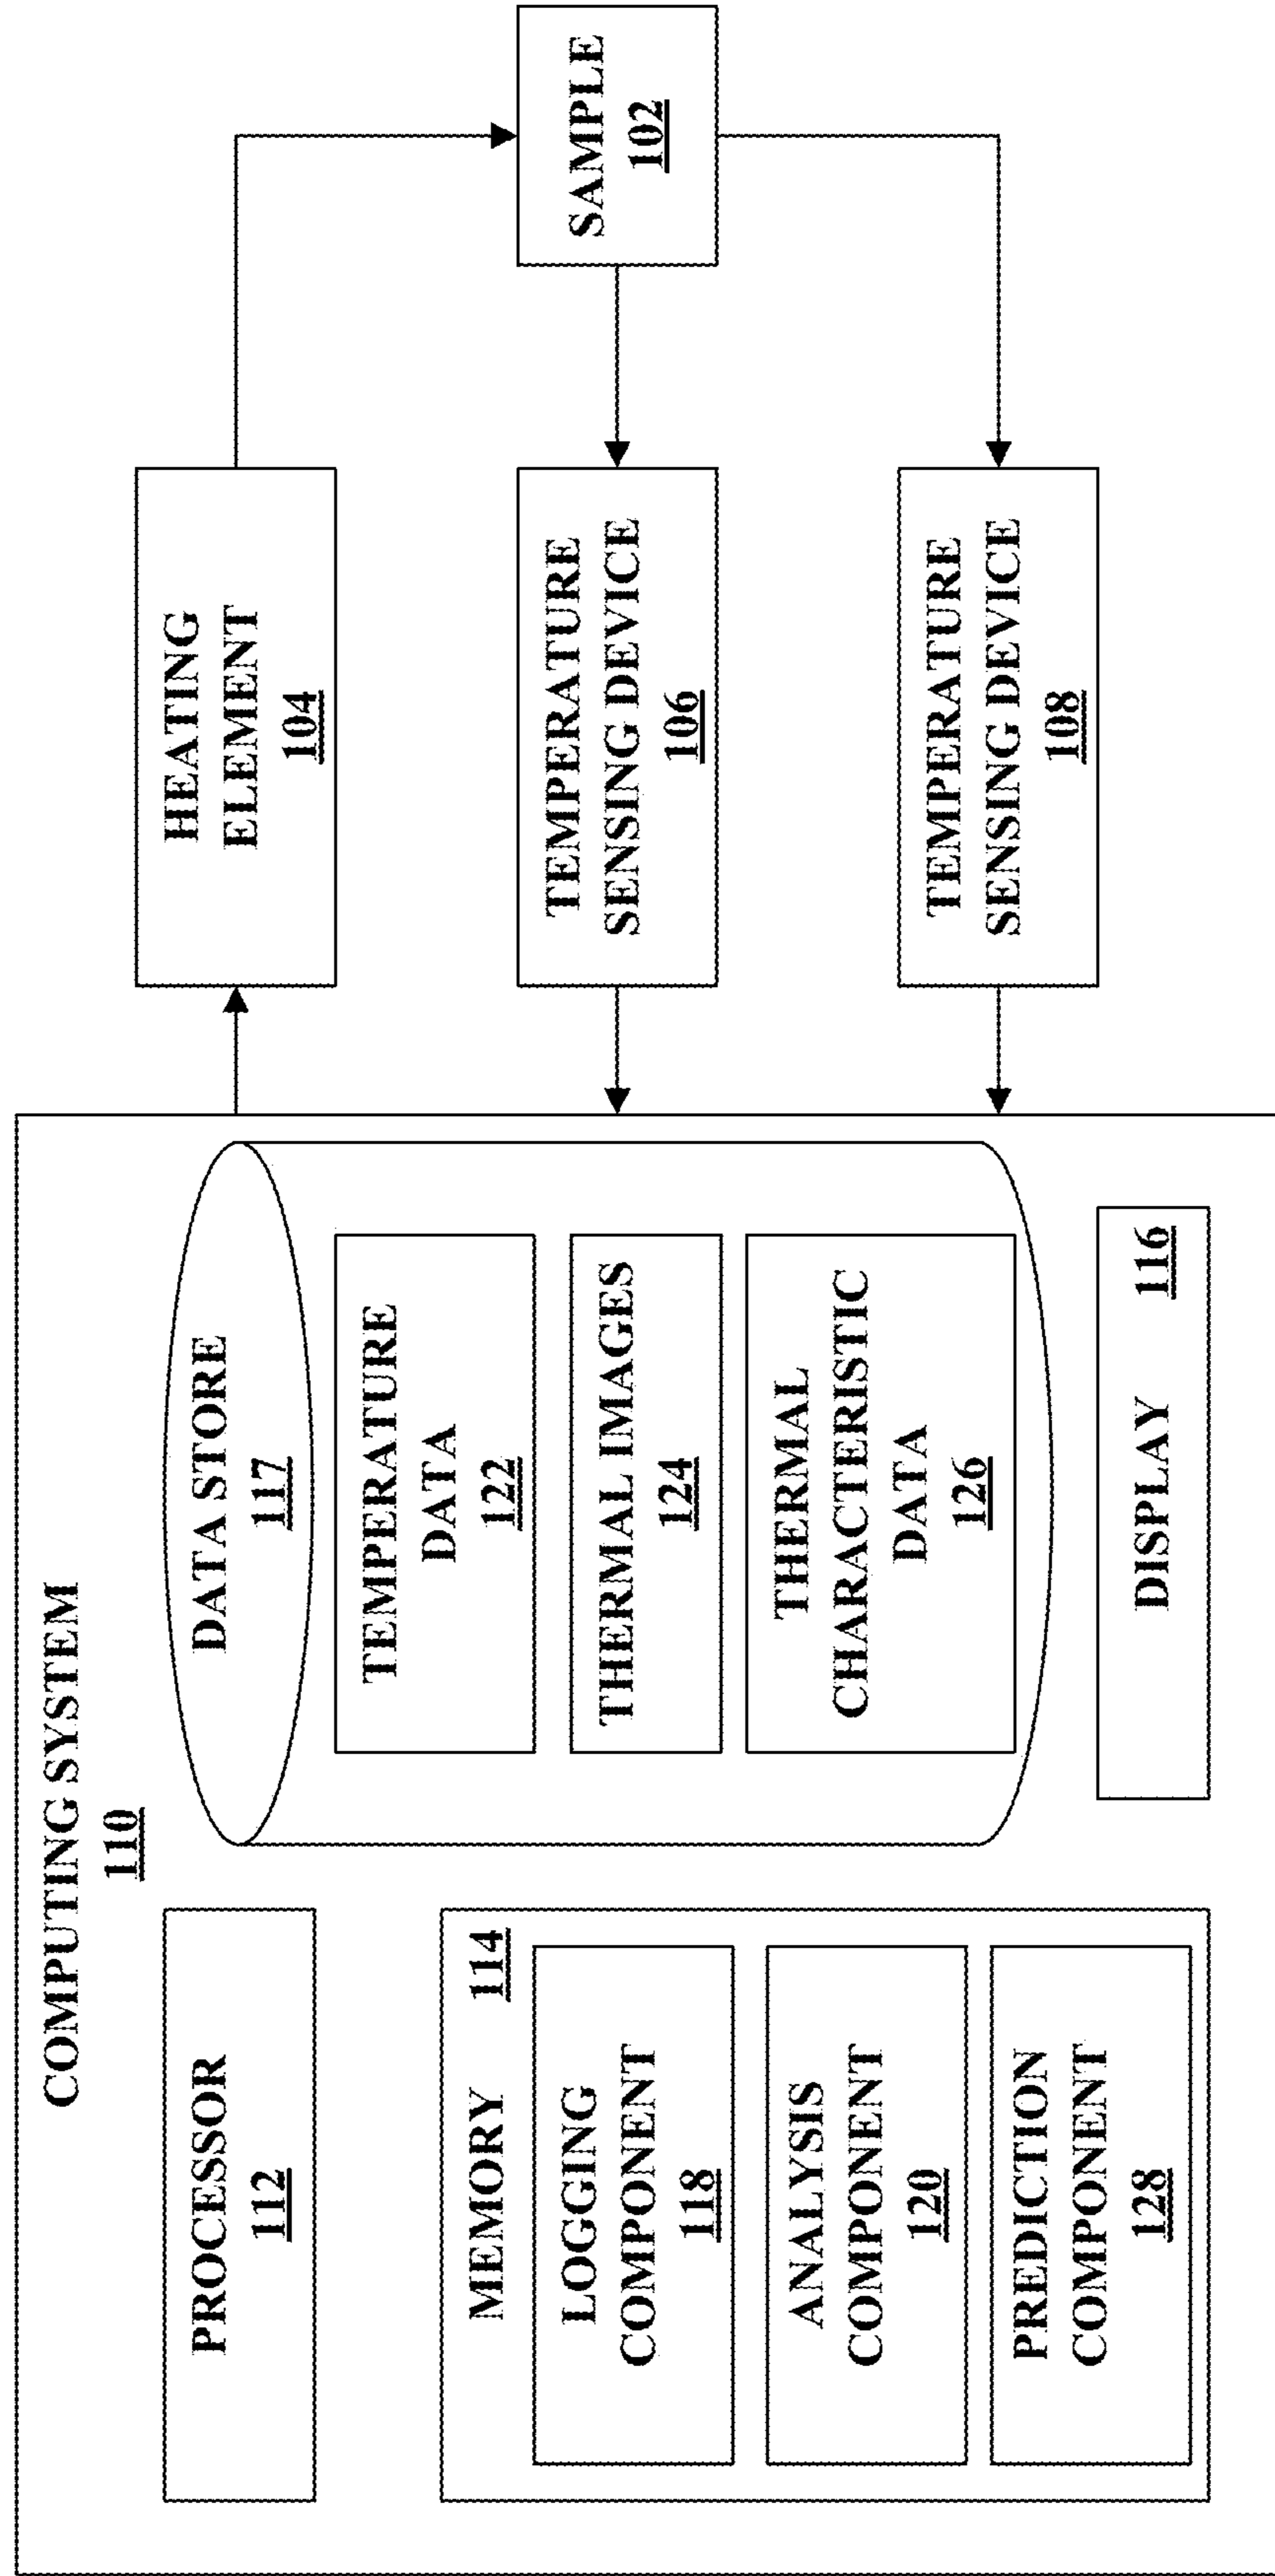 COMPUTING SYSTEM
110
PROCESSOR
112
MEMORY 114
LOGGING
COMPONENT
118
ANALYSIS
COMPONENT
120
PREDICTION
COMPONENT
128
DATA STORE
117
TEMPERATURE
DATA
122
THERMAL IMAGES
124
THERMAL
CHARACTERISTIC
DATA
126
DISPLAY 116
HEATING
ELEMENT
104
TEMPERATURE
SENSING DEVICE
106
TEMPERATURE
SENSING DEVICE
108
SAMPLE
102